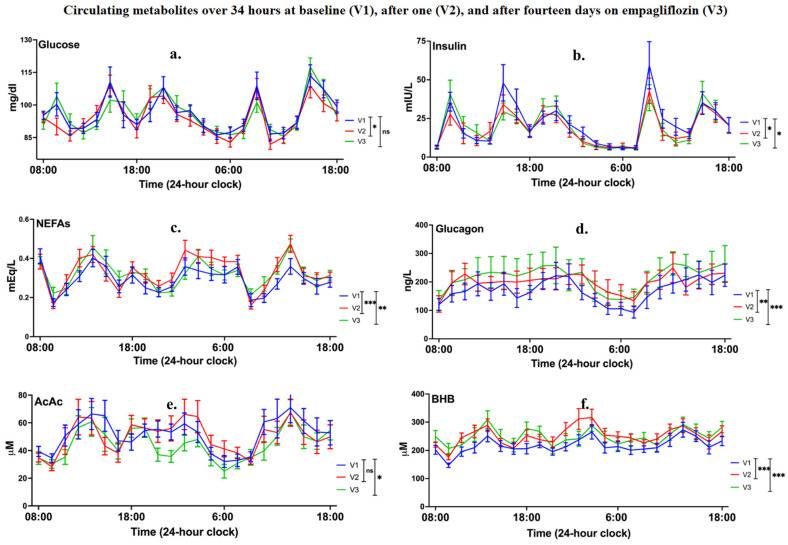 Circulating metabolites over 34 hours at baseline (V1), after one (V2), and after fourteen days on empagliflozin (V3)
Glucose
a.
mg/dl
130
115
100
85
08:00
18:00
6:00
18:00
Time (24-hour clock)
V1
V2
V3
*
ns
Insulin
b.
mIU/L
75
50
25
0
08:00
18:00
6:00
18:00
Time (24-hour clock)
V1
V2
V3
*
*
NEFAs
c.
mEq/L
0.6
0.4
0.2
0
08:00
18:00
6:00
18:00
Time (24-hour clock)
V1
V2
V3
***
**
Glucagon
d.
ng/L
400
300
200
100
0
08:00
18:00
6:00
18:00
Time (24-hour clock)
V1
V2
V3
**
***
AcAc
e.
µM
80
60
40
20
0
08:00
18:00
6:00
18:00
Time (24-hour clock)
V1
V2
V3
ns
*
BHB
f.
µM
400
300
200
100
0
08:00
18:00
6:00
18:00
Time (24-hour clock)
V1
V2
V3
***
***